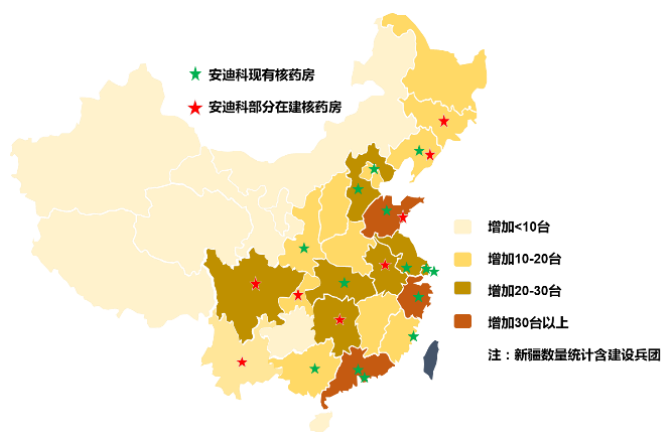 安迪科现有核药房
安迪科部分在建核药房
增加<10台
增加10-20台
增加20-30台
增加30台以上
注：新疆数量统计含建设兵团